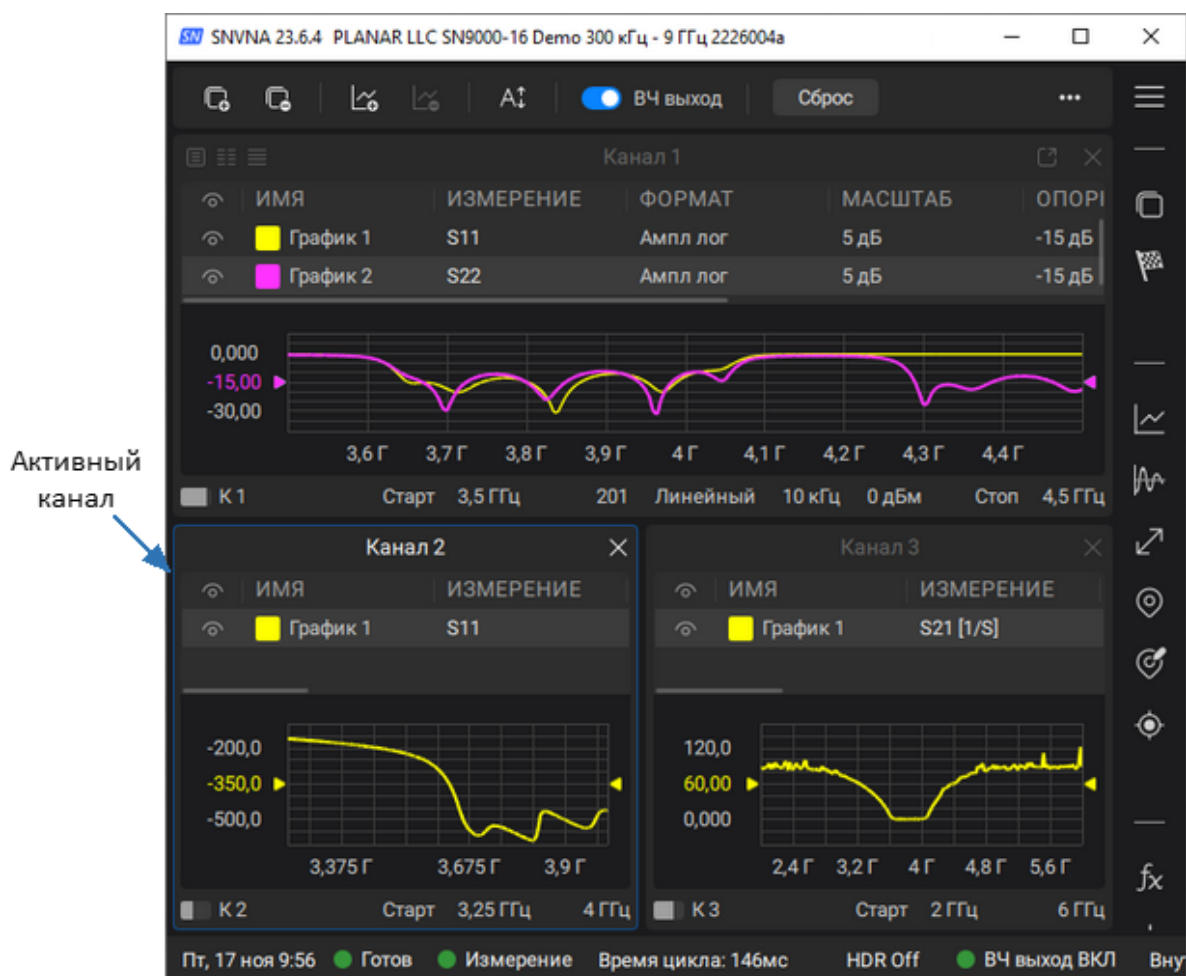 SN SNVNA 23.6.4 PLANAR LLC SN9000-16 Demo 300 кГц - 9 ГГц 2226004a
A ВЧ выход Сброс
Канал 1
ИМЯ ИЗМЕРЕНИЕ ФОРМАТ МАСШТАБ ОПОРІ
График 1 S11 Ампл лог 5 дБ -15 дБ
График 2 S22 Ампл лог 5 дБ -15 дБ
0,000
-15,00
-30,00
3,6 Г 3,7 Г 3,8 Г 3,9 Г 4 Г 4,1 Г 4,2 Г 4,3 Г 4,4 Г
К 1 Старт 3,5 ГГц 201 Линейный 10 кГц 0 дБм Стоп 4,5 ГГц
Активный
канал
Канал 2
ИМЯ ИЗМЕРЕНИЕ
График 1 S11
-200,0
-350,0
-500,0
3,375 Г 3,675 Г 3,9 Г
К 2 Старт 3,25 ГГц 4 ГГц
Канал 3
ИМЯ ИЗМЕРЕНИЕ
График 1 S21 [1/S]
120,0
60,00
0,000
2,4 Г 3,2 Г 4 Г 4,8 Г 5,6 Г
К 3 Старт 2 ГГц 6 ГГц
fx
Пт, 17 ноя 9:56 Готов Измерение Время цикла: 146мс HDR Off ВЧ выход ВКЛ Вну